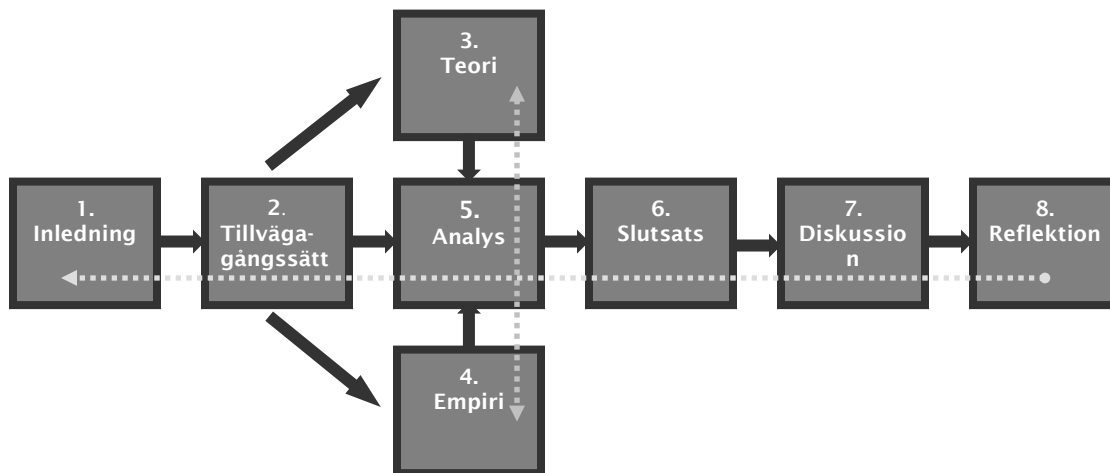 1.
Inledning
2.
Tillväga-
gångssätt
3.
Teori
4.
Empiri
5.
Analys
6.
Slutsats
7.
Diskussio
n
8.
Reflektion